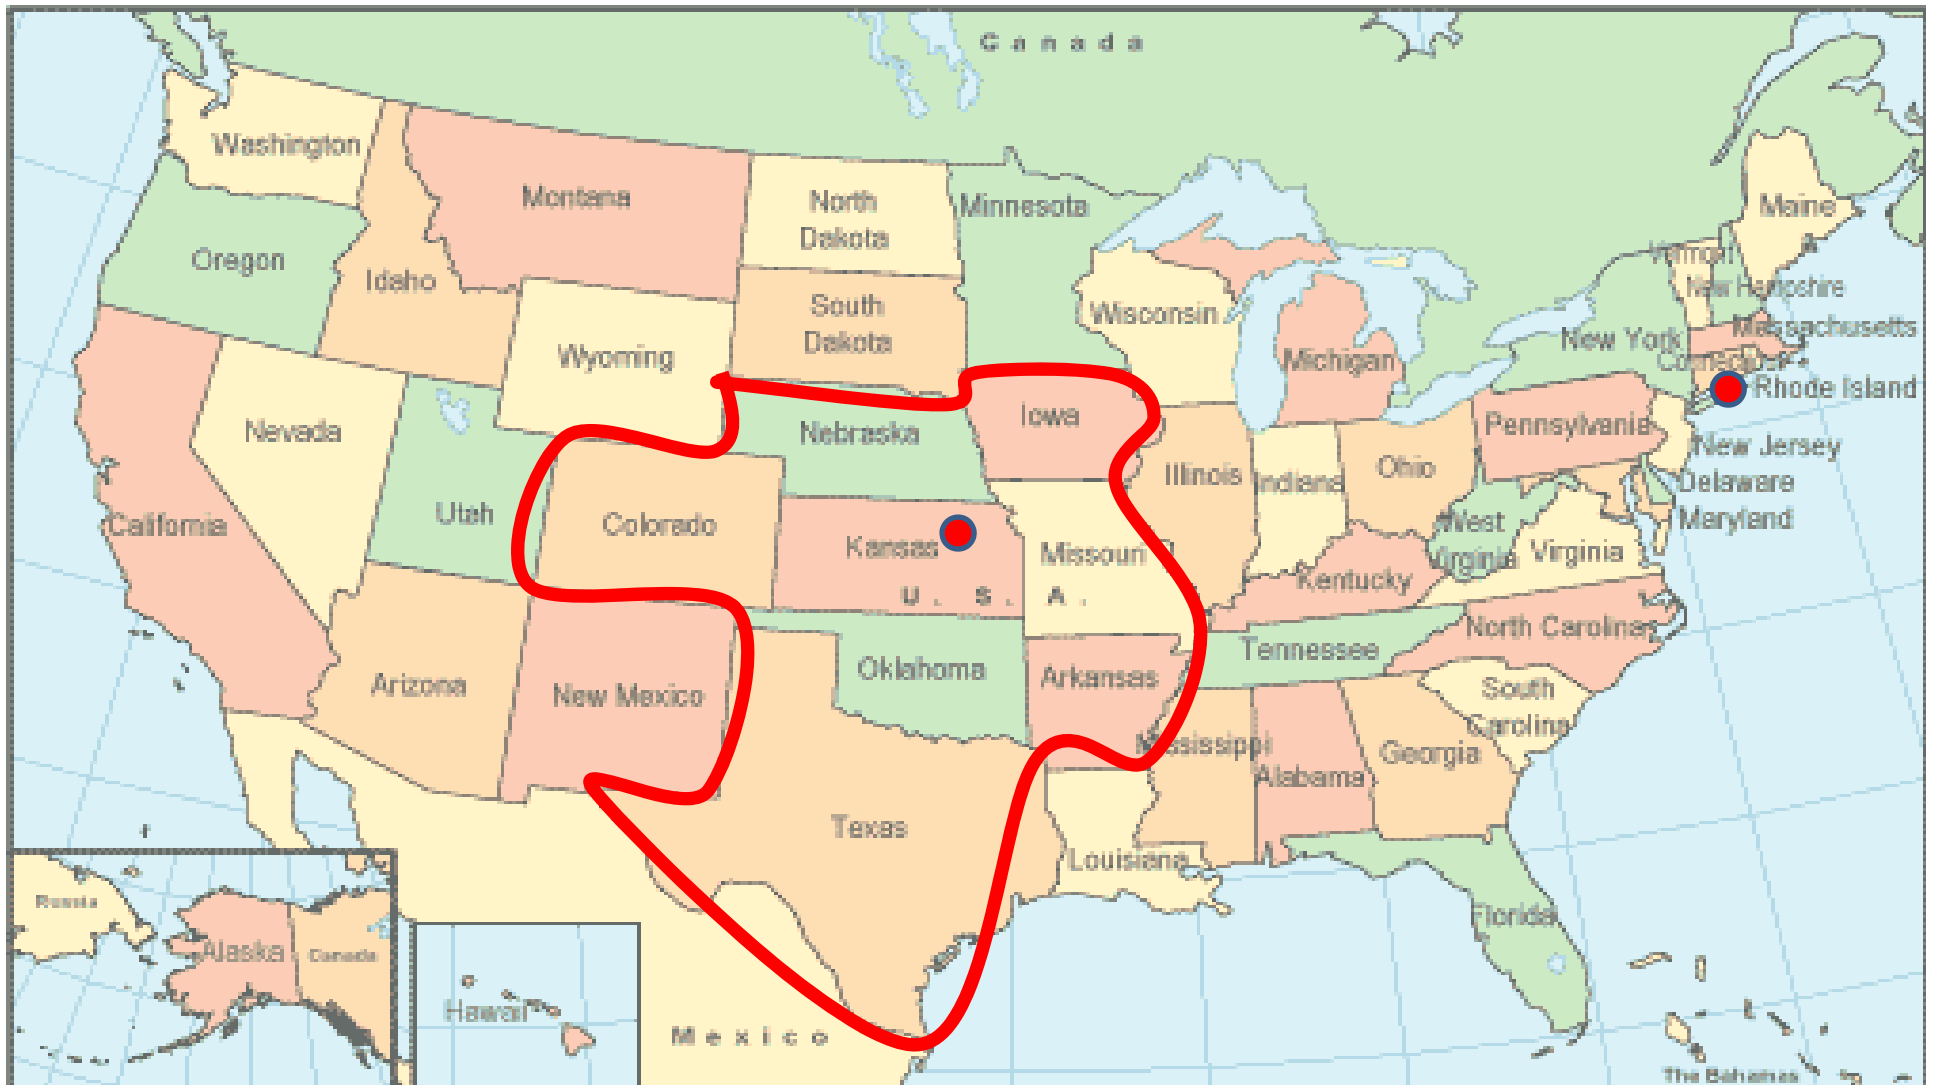 Canada
Washington
Montana
North
Dakota
Minnesota
Maine
Oregon
Idaho
Vermont
New Hampshire
South
Dakota
Wisconsin
Massachusetts
New York
Wyoming
Michigan
Connecticut
Rhode Island
Nevada
Nebraska
Iowa
Pennsylvania
New Jersey
Illinois
Indiana
Ohio
Delaware
Utah
Colorado
California
West
Virginia
Maryland
Kansas
Missouri
Virginia
Kentucky
U. S. A.
North Carolina
Tennessee
Arizona
New Mexico
Oklahoma
Arkansas
South
Carolina
Mississippi
Alabama
Georgia
Texas
Louisiana
Florida
Russia
Alaska
Canada
Hawaii
Mexico
The Bahamas